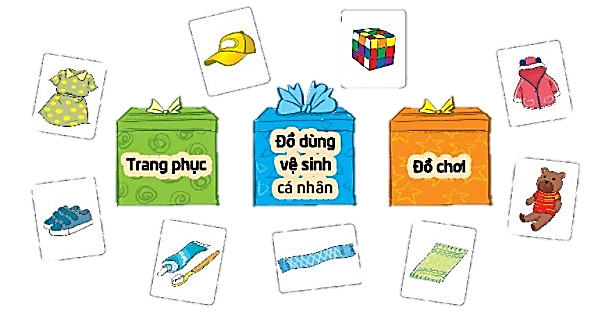 Trang phục
Đồ dùng
vệ sinh
cá nhân
Đồ chơi